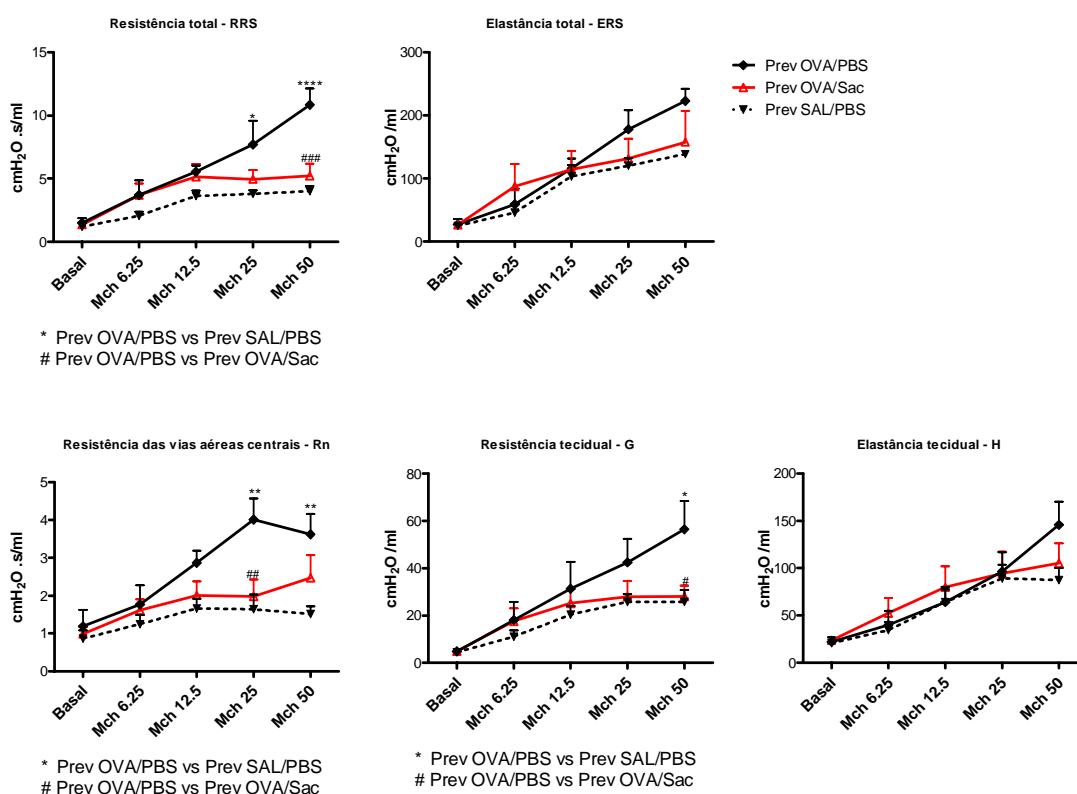 Resistência total - RRS
15
10
5
0
cmH2O .s/ml
****
*
###
Basal
Mch 6.25
Mch 12.5
Mch 25
Mch 50
* Prev OVA/PBS vs Prev SAL/PBS
# Prev OVA/PBS vs Prev OVA/Sac
Elastância total - ERS
300
200
100
0
cmH2O /ml
Basal
Mch 6.25
Mch 12.5
Mch 25
Mch 50
Prev OVA/PBS
Prev OVA/Sac
Prev SAL/PBS
Resistência das vias aéreas centrais - Rn
5
4
3
2
1
0
cmH2O .s/ml
**
**
##
Basal
Mch 6.25
Mch 12.5
Mch 25
Mch 50
* Prev OVA/PBS vs Prev SAL/PBS
# Prev OVA/PBS vs Prev OVA/Sac
Resistência tecidual - G
80
60
40
20
0
cmH2O /ml
*
#
Basal
Mch 6.25
Mch 12.5
Mch 25
Mch 50
* Prev OVA/PBS vs Prev SAL/PBS
# Prev OVA/PBS vs Prev OVA/Sac
Elastância tecidual - H
200
150
100
50
0
cmH2O /ml
Basal
Mch 6.25
Mch 12.5
Mch 25
Mch 50